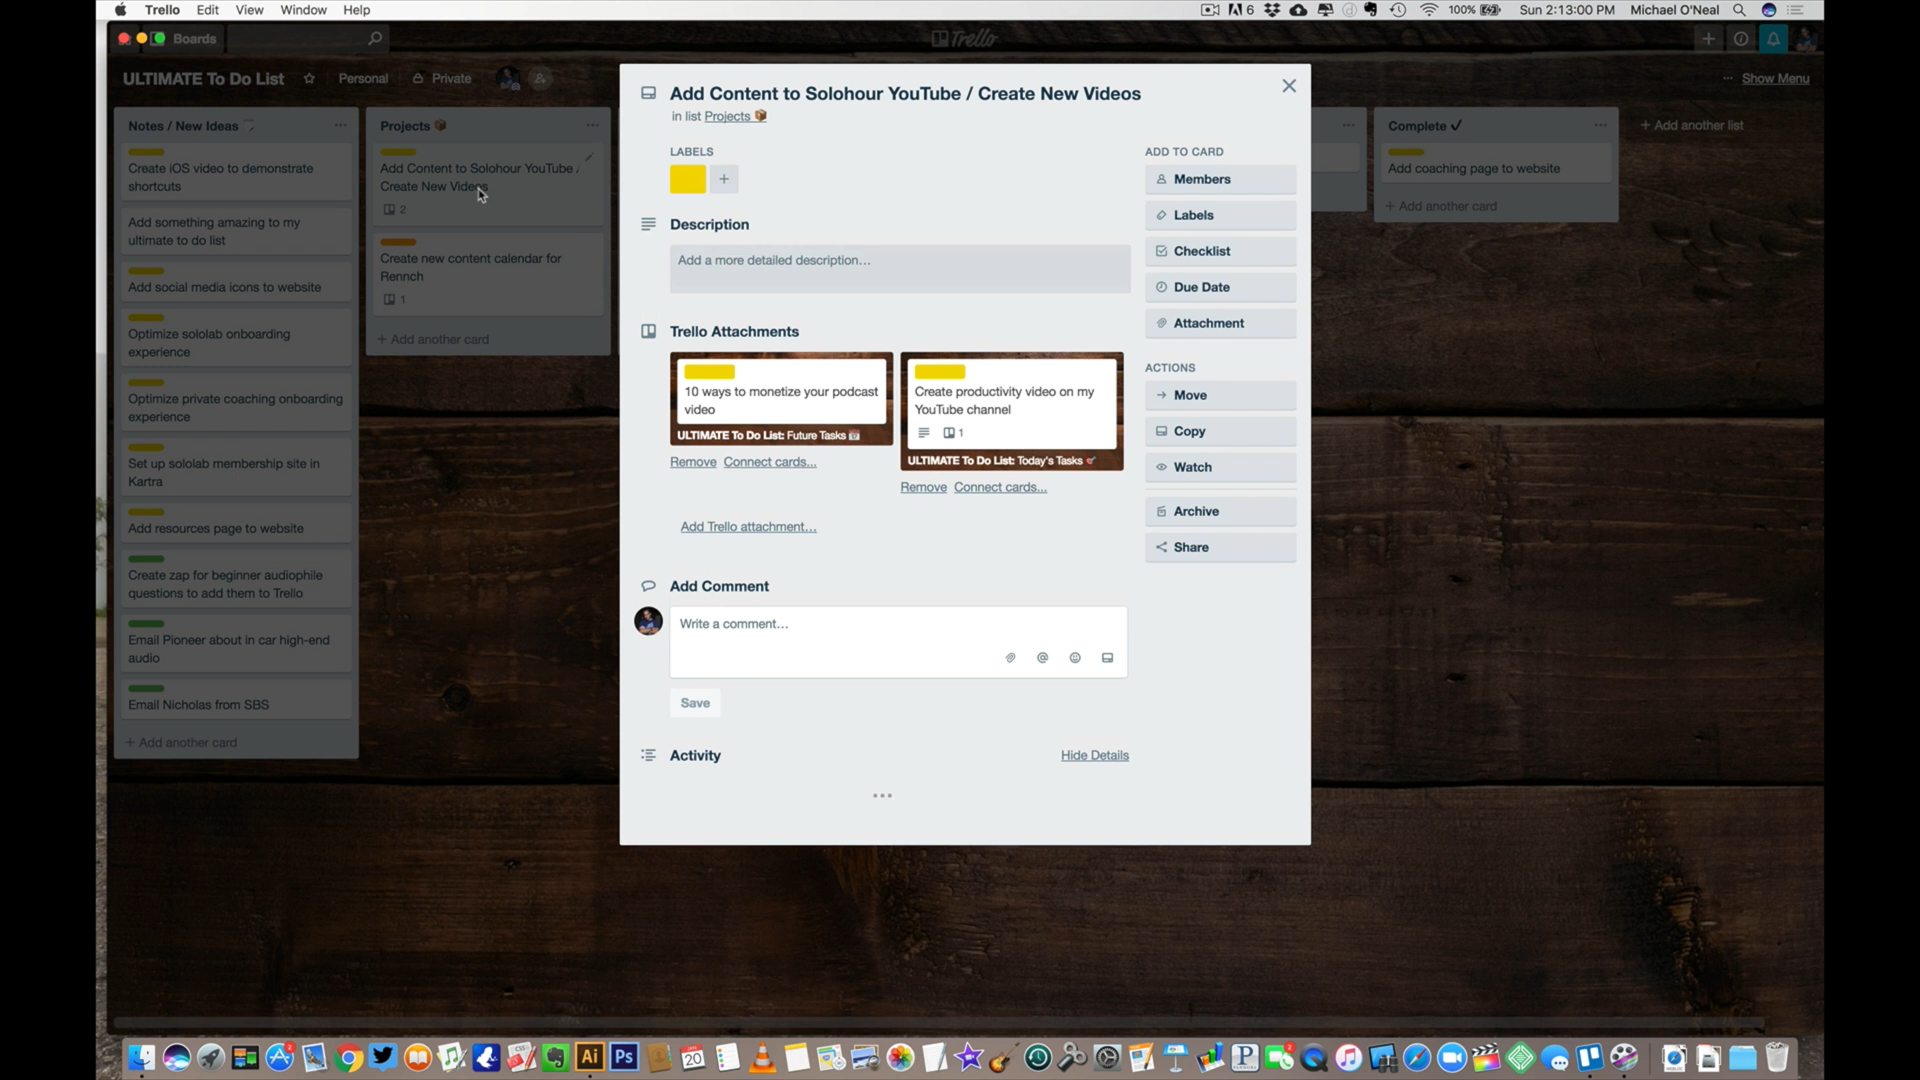 Trello Edit View Window Help
6 100% Sun 2:13:00 PM Michael O'Neal
Boards
Trello
ULTIMATE To Do List Personal Private
Show Menu
Notes / New Ideas
Create iOS video to demonstrate
shortcuts
Add something amazing to my
ultimate to do list
Add social media icons to website
Optimize sololab onboarding
experience
Optimize private coaching onboarding
experience
Set up sololab membership site in
Kartra
Add resources page to website
Create zap for beginner audiophile
questions to add them to Trello
Email Pioneer about in car high-end
audio
Email Nicholas from SBS
+ Add another card
Projects
Add Content to Solohour YouTube /
Create New Videos
2
Create new content calendar for
Rennch
1
+ Add another card
Add Content to Solohour YouTube / Create New Videos
in list Projects
LABELS
+
Description
Add a more detailed description…
Trello Attachments
10 ways to monetize your podcast
video
ULTIMATE To Do List: Future Tasks
Remove Connect cards…
Create productivity video on my
YouTube channel
1
ULTIMATE To Do List: Today's Tasks
Remove Connect cards…
Add Trello attachment…
Add Comment
Write a comment…
Save
Activity
Hide Details
ADD TO CARD
Members
Labels
Checklist
Due Date
Attachment
ACTIONS
Move
Copy
Watch
Archive
Share
Complete ✓
Add coaching page to website
+ Add another card
+ Add another list
Ai
Ps
JAN
20